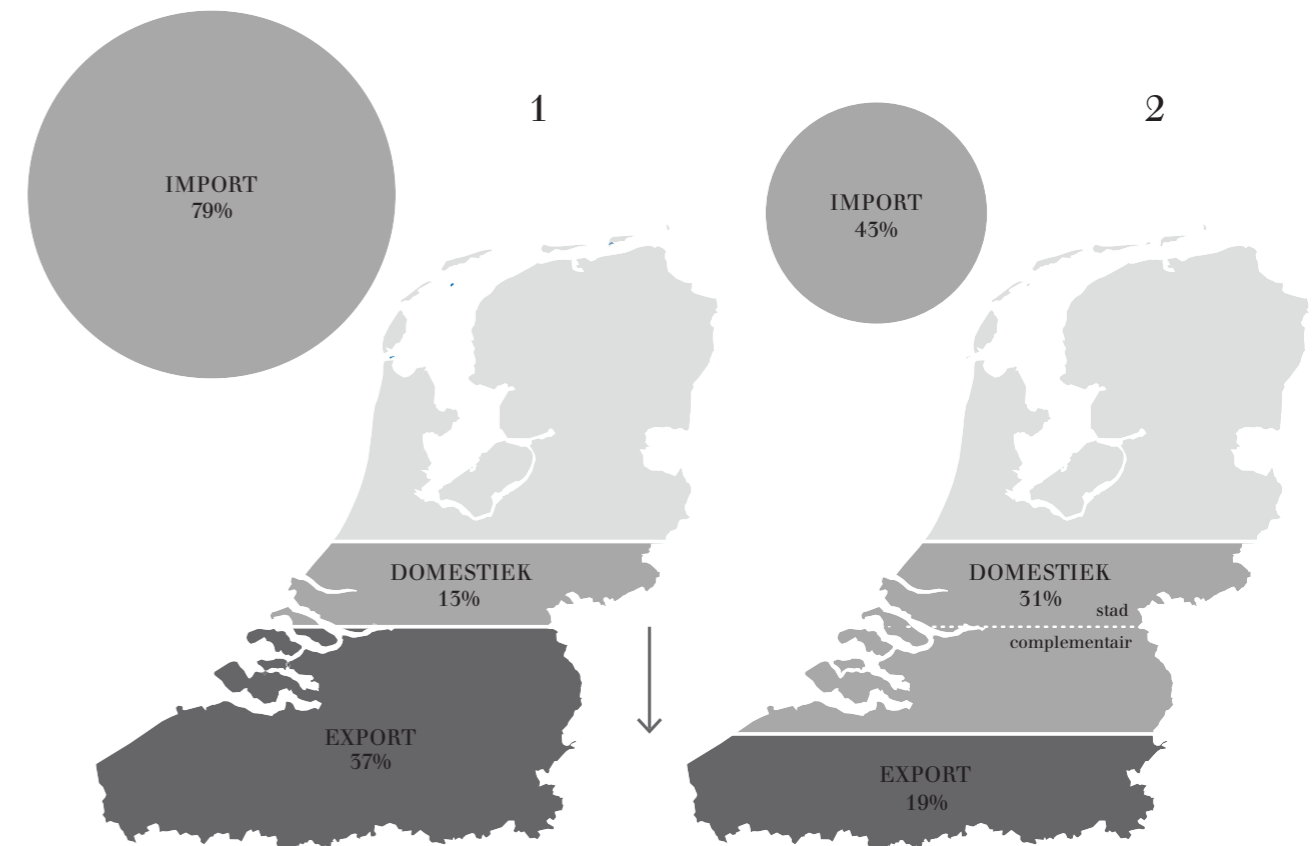 1
IMPORT
79%
DOMESTIEK
13%
EXPORT
37%
2
IMPORT
43%
DOMESTIEK
31%
stad
complementair
EXPORT
19%